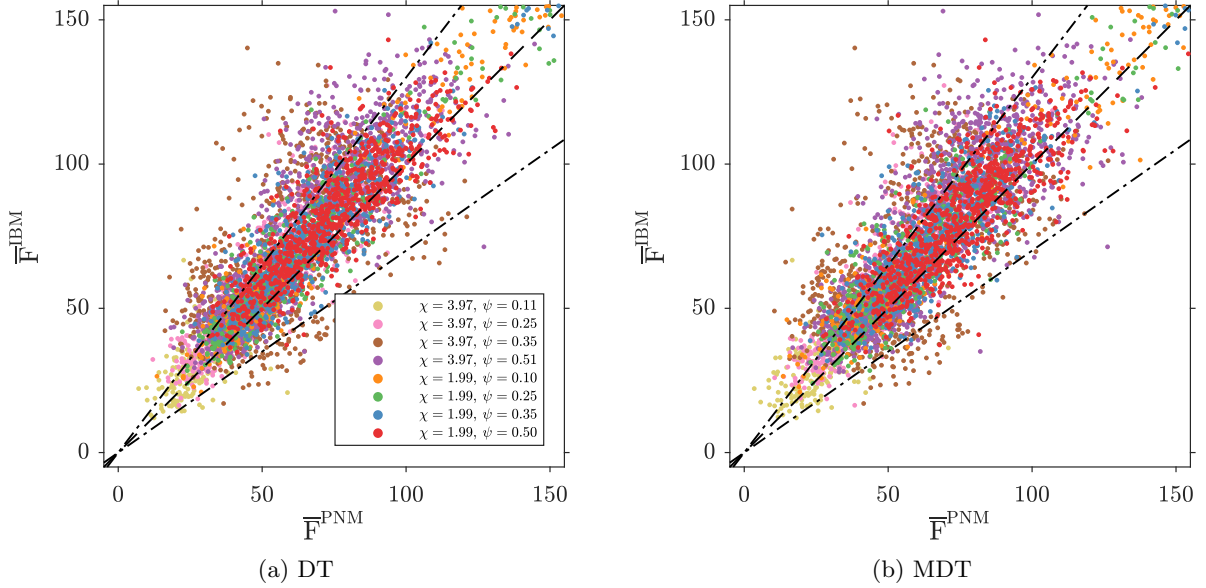 150
100
50
0
F̿^IBM
0
50
100
150
F̅^PNM
χ = 3.97, ψ = 0.11
χ = 3.97, ψ = 0.25
χ = 3.97, ψ = 0.35
χ = 3.97, ψ = 0.51
χ = 1.99, ψ = 0.10
χ = 1.99, ψ = 0.25
χ = 1.99, ψ = 0.35
χ = 1.99, ψ = 0.50
(a) DT
150
100
50
0
F̿^IBM
0
50
100
150
F̅^PNM
(b) MDT